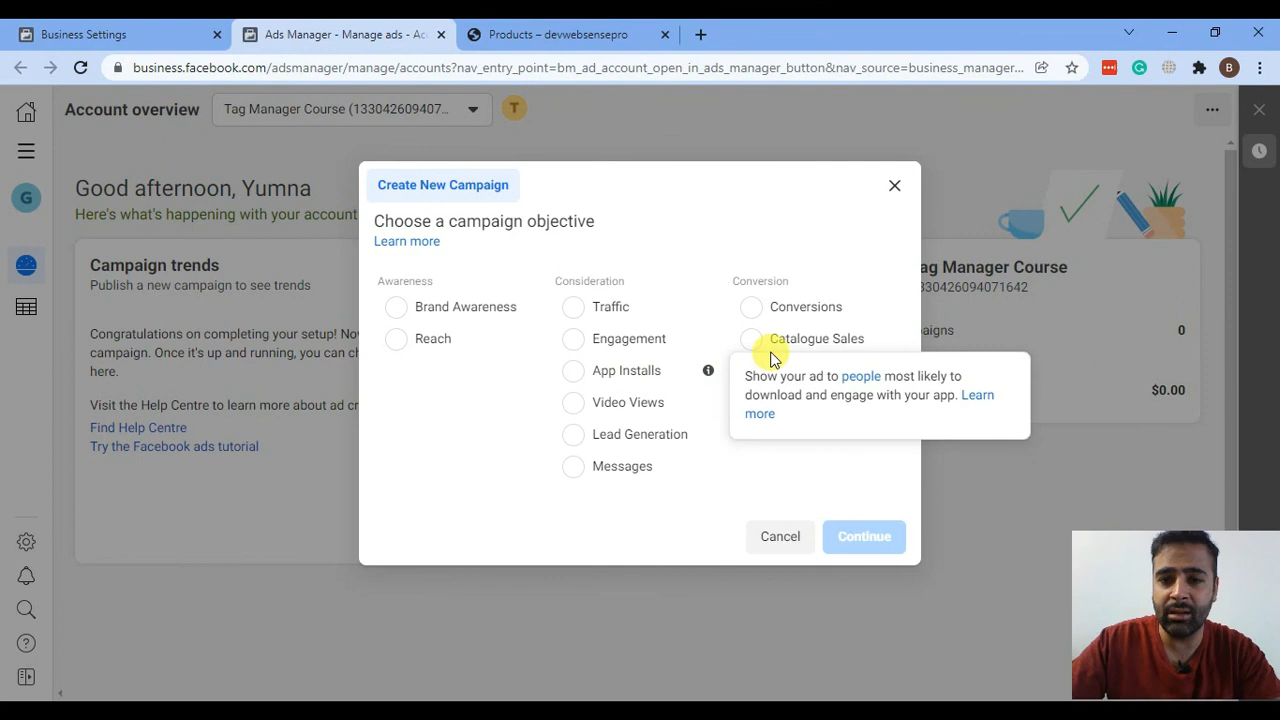 Business Settings
Ads Manager - Manage ads - Acc
Products – devwebsensepro
business.facebook.com/adsmanager/manage/accounts?nav_entry_point=bm_ad_account_open_in_ads_manager_button&nav_source=business_manager...
B
Account overview
Tag Manager Course (133042609407...
T
G
Good afternoon, Yumna
Here's what's happening with your account
Campaign trends
Publish a new campaign to see trends
Congratulations on completing your setup! Now
campaign. Once it's up and running, you can
here.
Visit the Help Centre to learn more about ad cr
Find Help Centre
Try the Facebook ads tutorial
ag Manager Course
330426094071642
paigns
0
$0.00
Create New Campaign
Choose a campaign objective
Learn more
Awareness
Consideration
Conversion
Brand Awareness
Traffic
Conversions
Reach
Engagement
Catalogue Sales
App Installs
Video Views
Lead Generation
Messages
Show your ad to people most likely to
download and engage with your app. Learn
more
Cancel
Continue